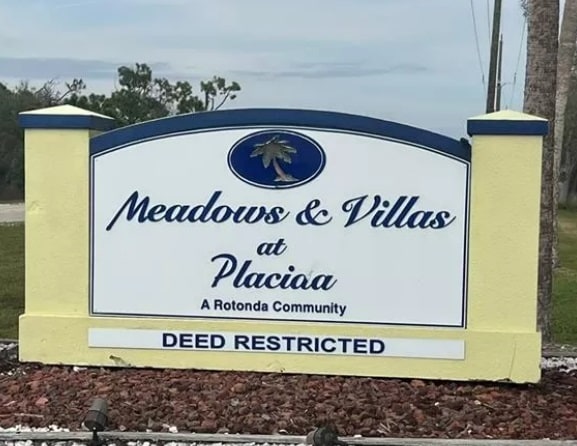 Meadows & Villas
at
Placiaa
A Rotonda Community
DEED RESTRICTED